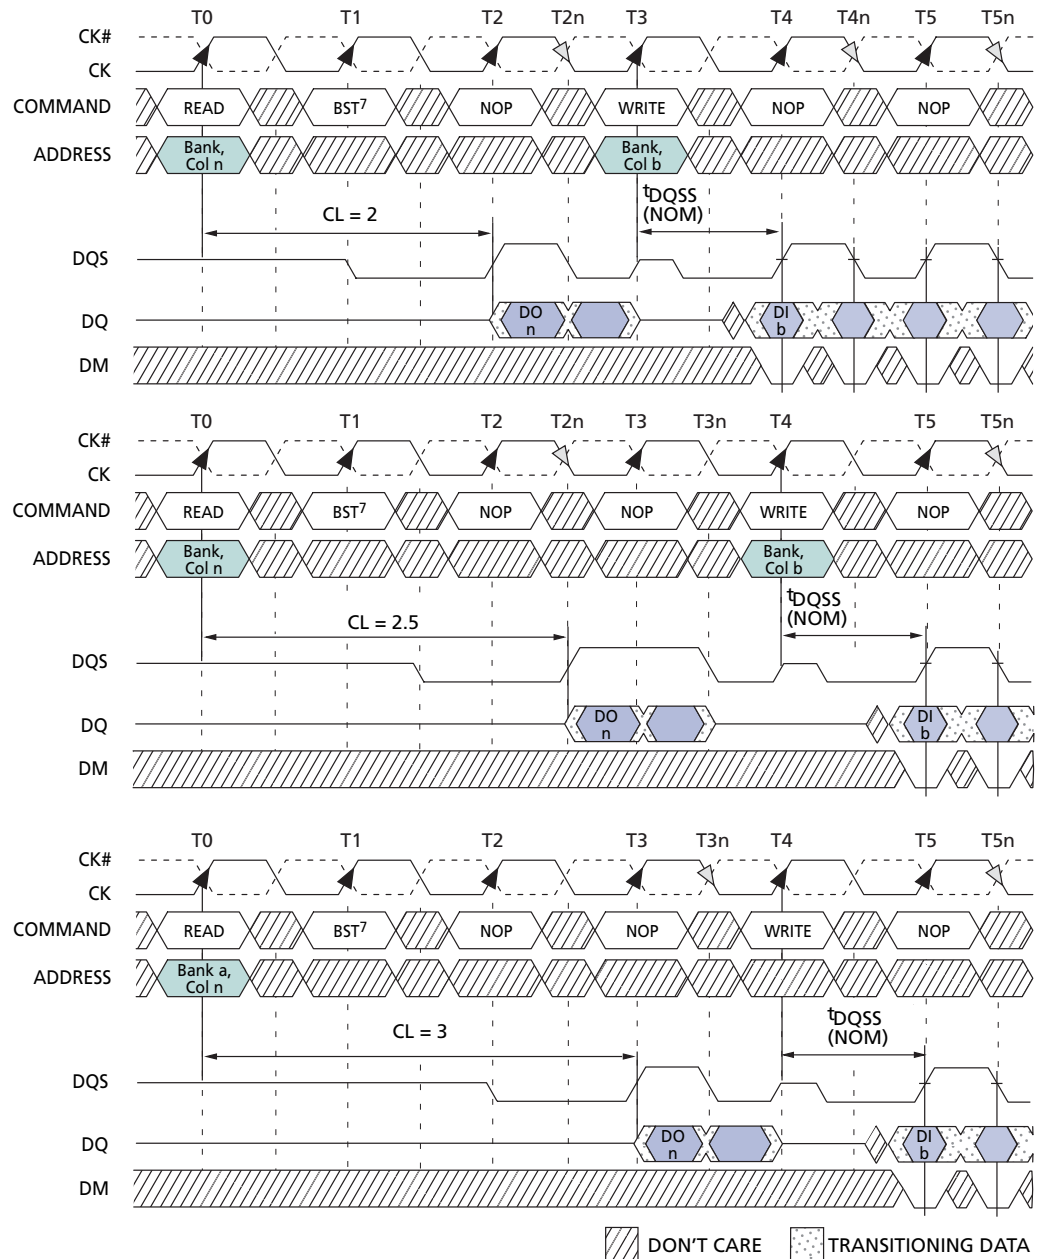 T0 T1 T2 T2n T3 T4 T4n T5 T5n
CK#
CK
COMMAND READ BST7 NOP WRITE NOP NOP
ADDRESS Bank, Col n Bank, Col b
CL = 2 tDQSS (NOM)
DQS
DQ DO n DI b
DM
T0 T1 T2 T2n T3 T3n T4 T5 T5n
CK#
CK
COMMAND READ BST7 NOP NOP WRITE NOP
ADDRESS Bank, Col n Bank, Col b
CL = 2.5 tDQSS (NOM)
DQS
DQ DO n DI b
DM
T0 T1 T2 T3 T3n T4 T5 T5n
CK#
CK
COMMAND READ BST7 NOP NOP WRITE NOP
ADDRESS Bank a, Col n
CL = 3 tDQSS (NOM)
DQS
DQ DO n DI b
DM
DON'T CARE TRANSITIONING DATA